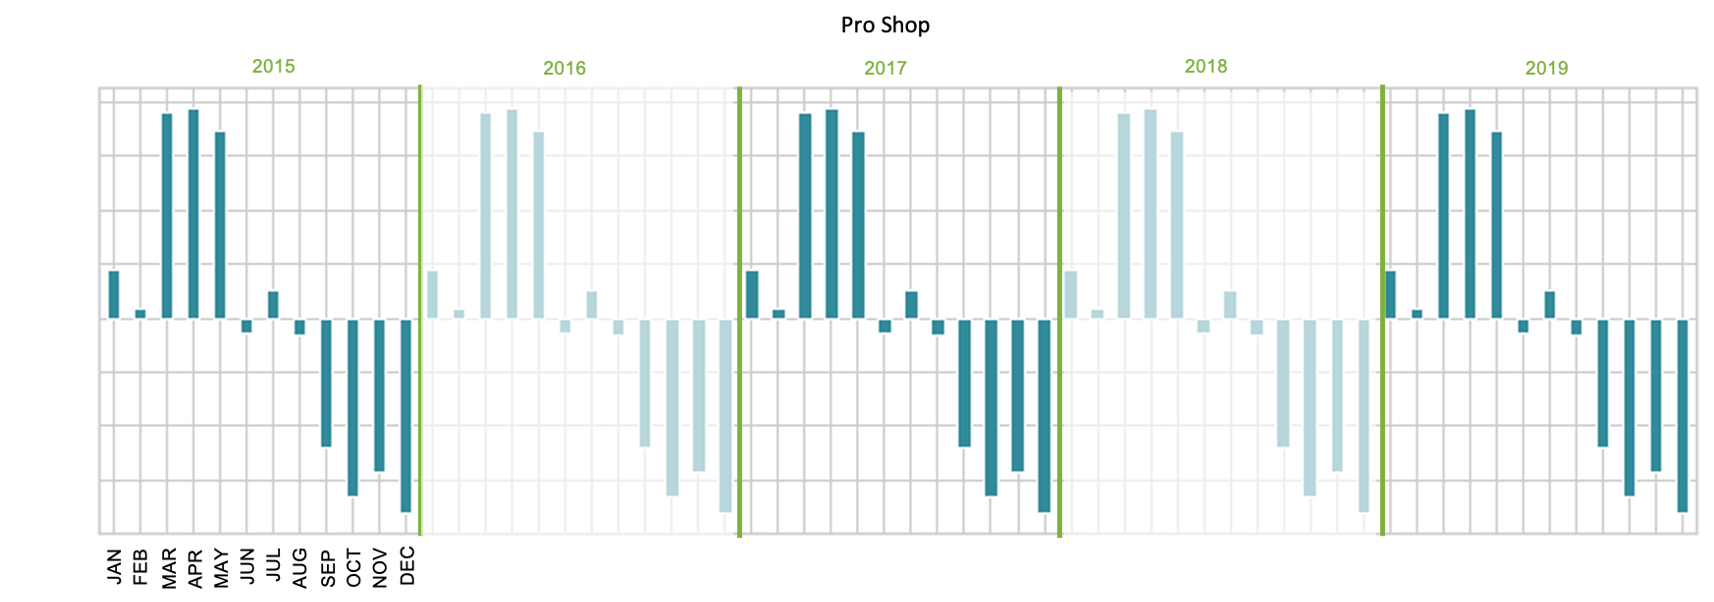 Pro Shop
2015 2016 2017 2018 2019
JAN FEB MAR APR MAY JUN JUL AUG SEP OCT NOV DEC